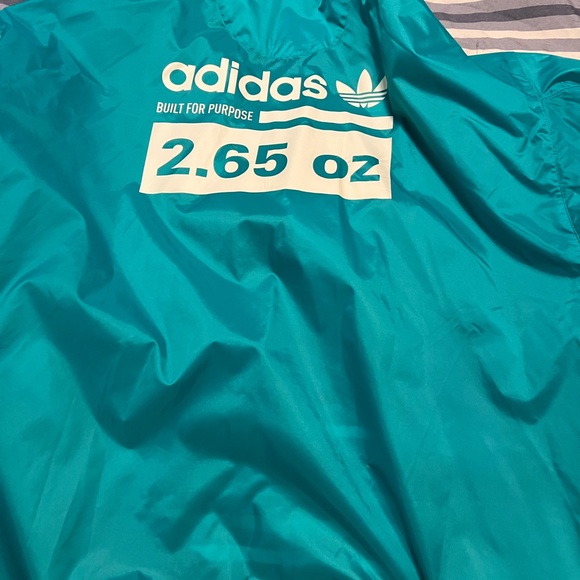 adidas
BUILT FOR PURPOSE
2.65 oz